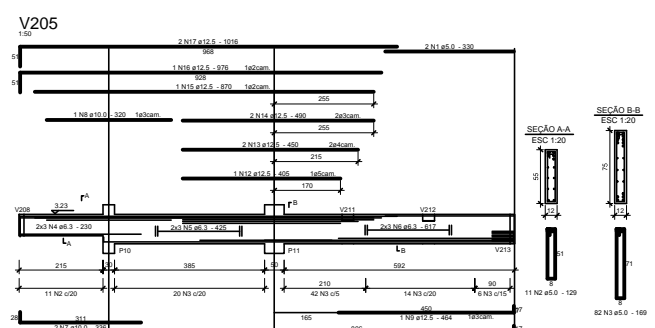 V205
1:50
2 N17 ø12.5 - 1016
968
51
2 N1 ø5.0 - 330
1 N16 ø12.5 - 976 1ø2cam.
928
51
1 N15 ø12.5 - 870 1ø2cam.
255
1 N8 ø10.0 - 320 1ø3cam.
2 N14 ø12.5 - 490 2ø3cam.
255
2 N13 ø12.5 - 450 2ø4cam.
215
1 N12 ø12.5 - 405 1ø5cam.
170
SEÇÃO A-A
ESC 1:20
55
12
SEÇÃO B-B
ESC 1:20
75
12
V208
3.23
A
B
V211
V212
2x3 N4 ø6.3 - 230
2x3 N5 ø6.3 - 425
2x3 N6 ø6.3 - 617
A
P10
P11
B
V213
215
30
385
50
592
210
90
11 N2 c/20
20 N3 c/20
42 N3 c/5
14 N3 c/20
6 N3 c/15
51
8
11 N2 ø5.0 - 129
71
8
82 N3 ø5.0 - 169
28
311
165
450
1 N9 ø12.5 - 464 1ø3cam.